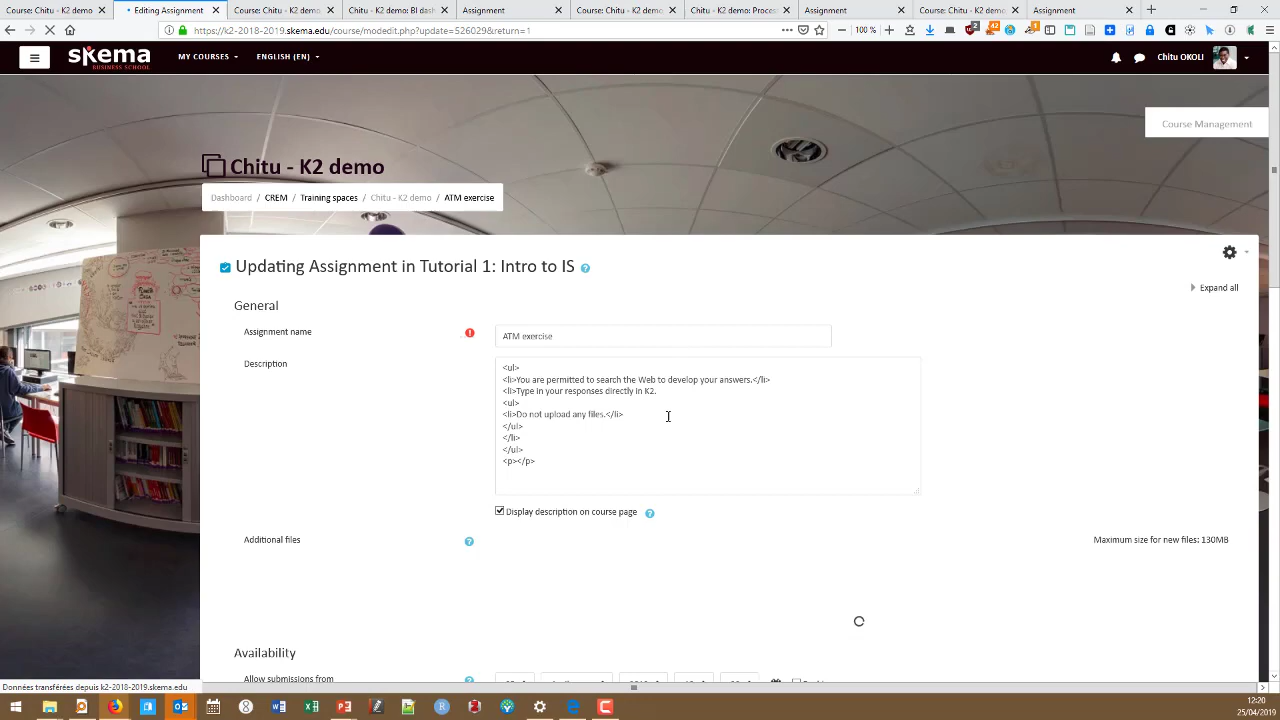 Course: Chitu - K2 demo
Editing Assignment
Course: Chitu - K2 demo
Chitu - K2 demo: BI dash
Assignment
Course: Chitu - K2 demo
Chitu - K2 demo Proces
Assignment
Course: Chitu - K2 demo
Assignment
https://k2-2018-2019.skema.edu/course/modedit.php?update=526029&return=1
100 %
skema
BUSINESS SCHOOL
MY COURSES
ENGLISH (EN)
Chitu OKOLI
Course Management
Chitu - K2 demo
Dashboard / CREM / Training spaces / Chitu - K2 demo / ATM exercise
Updating Assignment in Tutorial 1: Intro to IS
Expand all
General
Assignment name
ATM exercise
Description
<ul>
<li>You are permitted to search the Web to develop your answers.</li>
<li>Type in your responses directly in K2.
<ul>
<li>Do not upload any files.</li>
</ul>
</li>
</ul>
<p></p>
Display description on course page
Additional files
Maximum size for new files: 130MB
Availability
Allow submissions from
Données transférées depuis k2-2018-2019.skema.edu
12:20
25/04/2019